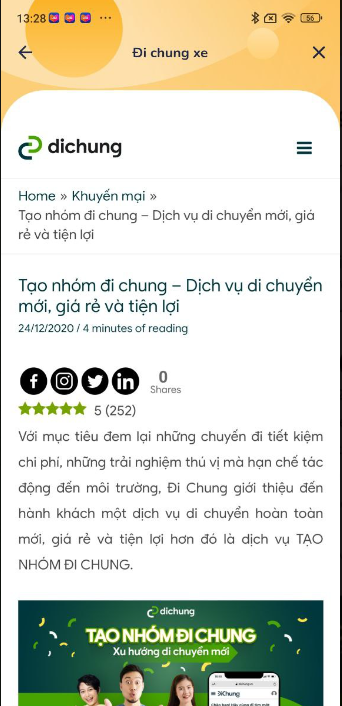 13:28
56
Đi chung xe
dichung
Home » Khuyến mại »
Tạo nhóm đi chung – Dịch vụ di chuyển mới, giá
rẻ và tiện lợi
Tạo nhóm đi chung – Dịch vụ di chuyển
mới, giá rẻ và tiện lợi
24/12/2020 / 4 minutes of reading
0
Shares
5 (252)
Với mục tiêu đem lại những chuyến đi tiết kiệm
chi phí, những trải nghiệm thú vị mà hạn chế tác
động đến môi trường, Đi Chung giới thiệu đến
hành khách một dịch vụ di chuyển hoàn toàn
mới, giá rẻ và tiện lợi hơn đó là dịch vụ TẠO
NHÓM ĐI CHUNG.
dichung
TẠO NHÓM ĐI CHUNG
Xu hướng di chuyển mới
DiChung